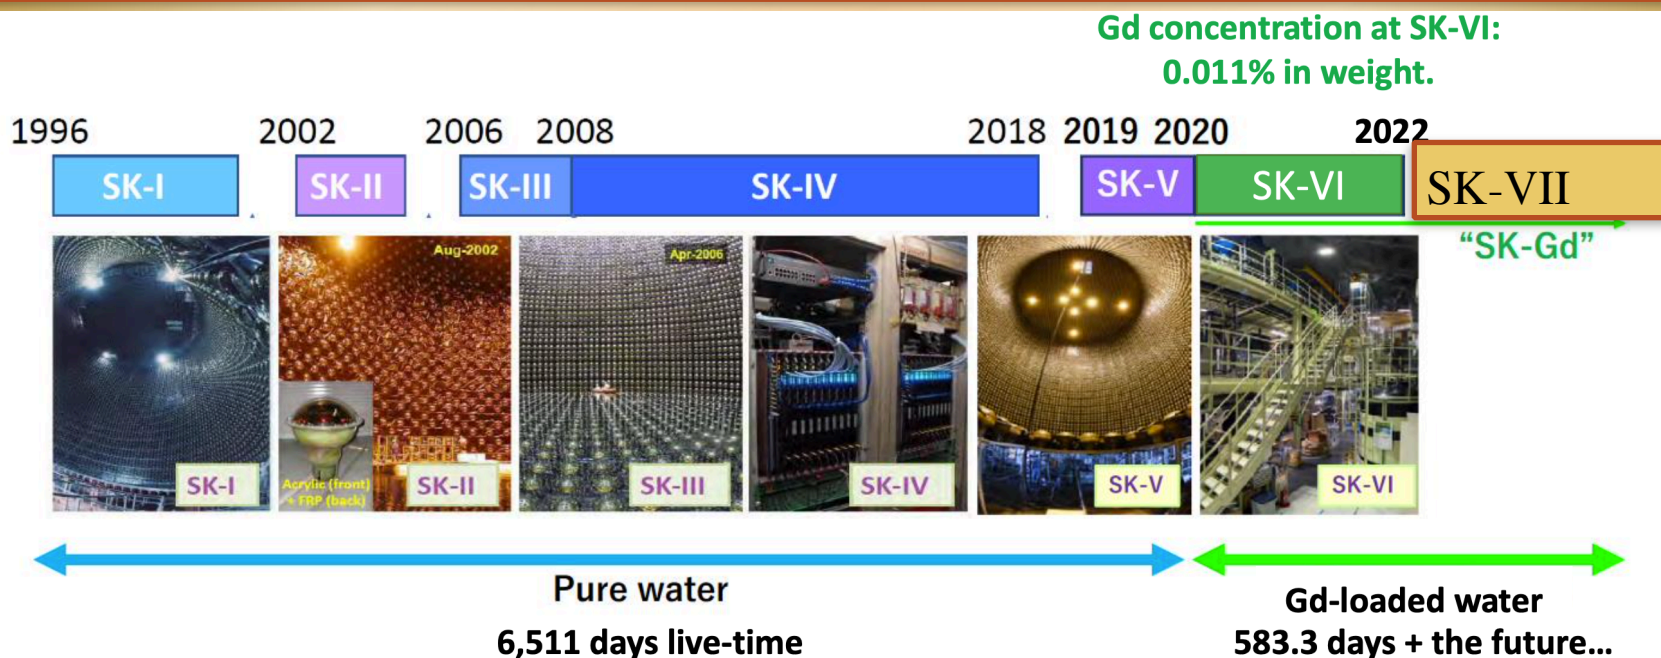 Gd concentration at SK-VI:
0.011% in weight.
1996 2002 2006 2008 2018 2019 2020 2022
SK-I SK-II SK-III SK-IV SK-V SK-VI SK-VII
“SK-Gd”
Aug-2002 Apr-2006
Acrylic (front)
+ FRP (back)
SK-I SK-II SK-III SK-IV SK-V SK-VI
Pure water
6,511 days live-time
Gd-loaded water
583.3 days + the future...